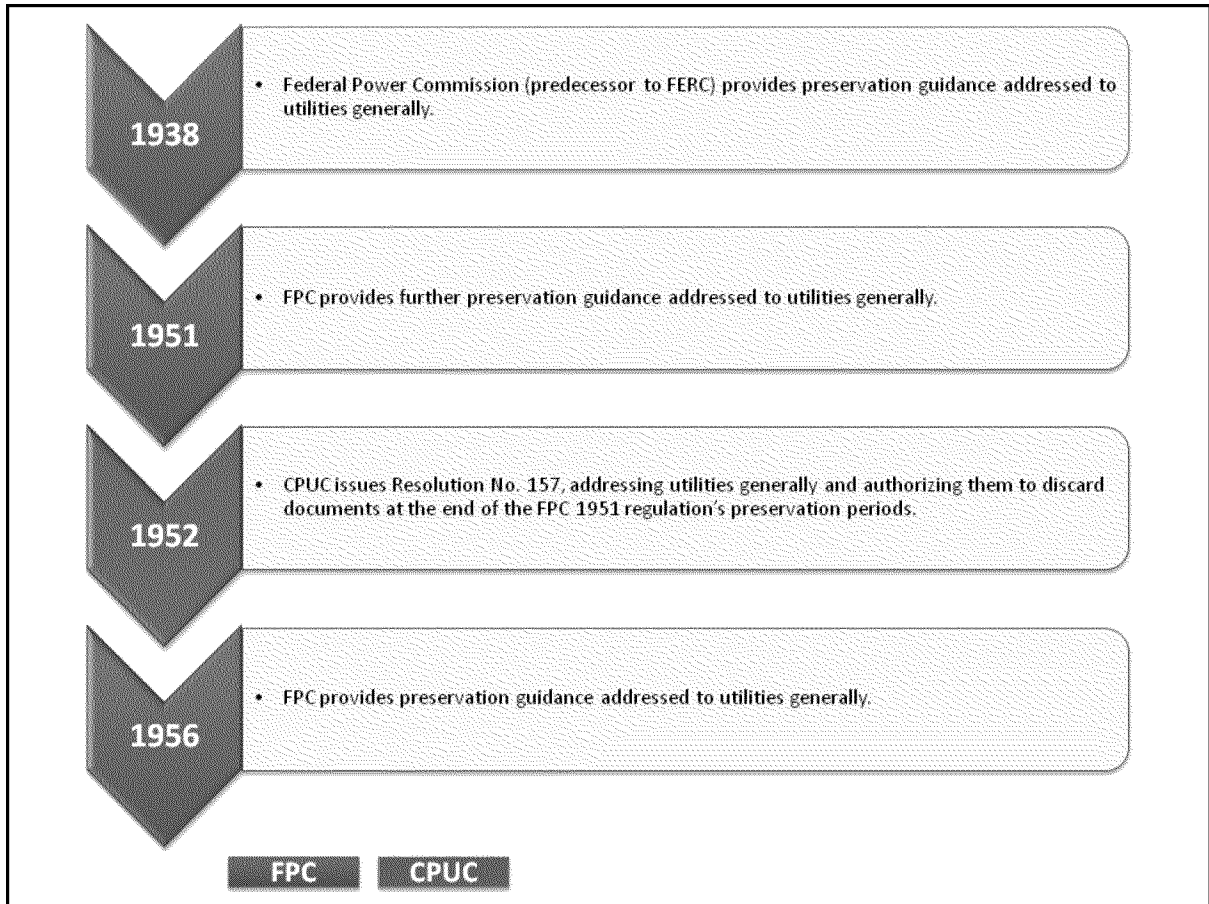 1938
• Federal Power Commission (predecessor to FERC) provides preservation guidance addressed to
utilities generally.
1951
• FPC provides further preservation guidance addressed to utilities generally.
1952
• CPUC issues Resolution No. 157, addressing utilities generally and authorizing them to discard
documents at the end of the FPC 1951 regulation's preservation periods.
1956
• FPC provides preservation guidance addressed to utilities generally.
FPC CPUC